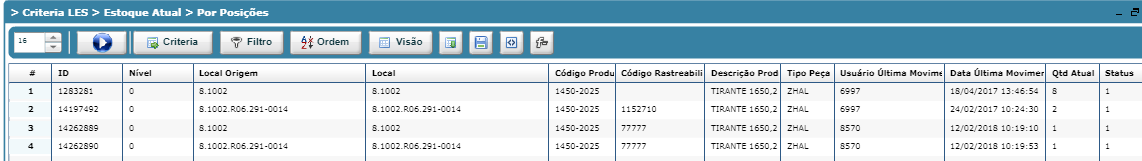 > Criteria LES > Estoque Atual > Por Posições
16 Criteria Filtro Ordem Visão
# ID Nível Local Origem Local Código Produ Código Rastreabili Descrição Prod Tipo Peça Usuário Última Movime Data Última Movimer Qtd Atual Status
1 1283281 0 8.1002 8.1002 1450-2025 TIRANTE 1650,2 ZHAL 6997 18/04/2017 13:46:54 8 1
2 14197492 0 8.1002.R06.291-0014 8.1002.R06.291-0014 1450-2025 1152710 TIRANTE 1650,2 ZHAL 6997 24/02/2017 10:24:30 2 1
3 14262889 0 8.1002 8.1002 1450-2025 77777 TIRANTE 1650,2 ZHAL 8570 12/02/2018 10:19:10 1 1
4 14262890 0 8.1002.R06.291-0014 8.1002.R06.291-0014 1450-2025 77777 TIRANTE 1650,2 ZHAL 8570 12/02/2018 10:19:53 1 1